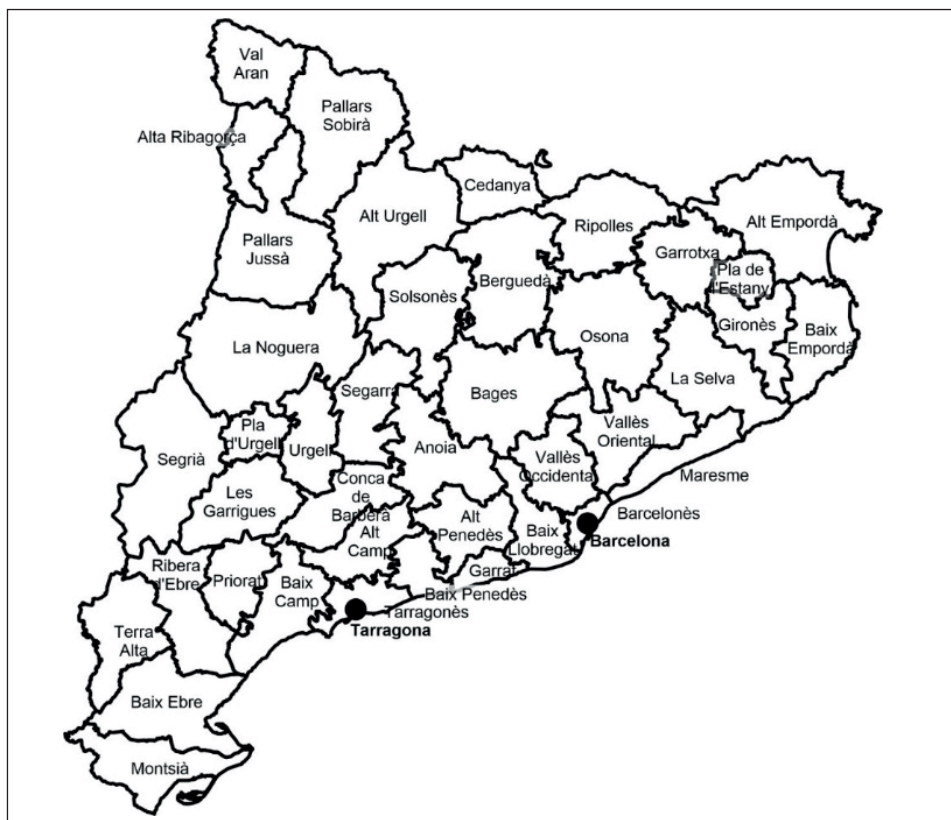 Val
Aran
Pallars
Sobirà
Alta Ribagorça
Cedanya
Alt Urgell
Ripolles
Alt Empordà
Pallars
Jussà
Garrotxa
Pla de
l'Estany
Solsonès
Berguedà
Gironès
Baix
Empordà
Osona
La Noguera
La Selva
Segarra
Bages
Vallès
Oriental
Pla
d'Urgell
Urgell
Anoia
Segrià
Vallès
Occidental
Maresme
Les
Garrigues
Conca
de
Barberà
Alt
Penedès
Baix
Llobregat
Barcelonès
Barcelona
Alt
Camp
Garraf
Ribera
d'Ebre
Priorat
Baix
Camp
Baix Penedès
Tarragonès
Tarragona
Terra
Alta
Baix Ebre
Montsià